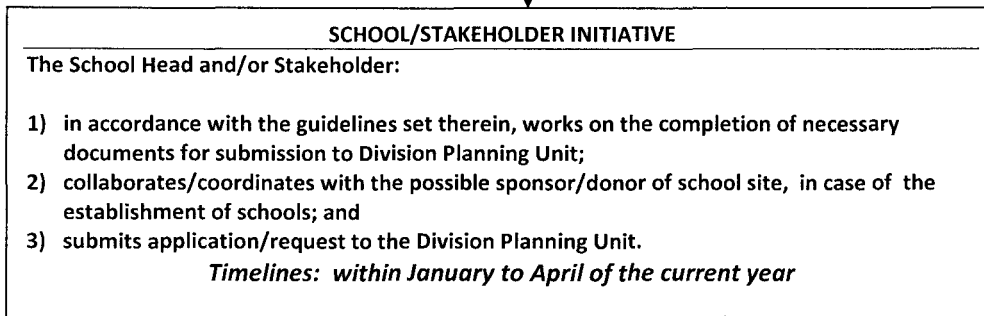 SCHOOL/STAKEHOLDER INITIATIVE
The School Head and/or Stakeholder:
1) in accordance with the guidelines set therein, works on the completion of necessary
documents for submission to Division Planning Unit;
2) collaborates/coordinates with the possible sponsor/donor of school site, in case of the
establishment of schools; and
3) submits application/request to the Division Planning Unit.
Timelines: within January to April of the current year